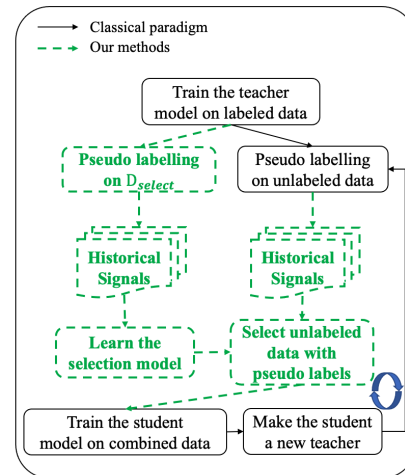 Classical paradigm
Our methods
Train the teacher
model on labeled data
Pseudo labelling
on D_select
Pseudo labelling
on unlabeled data
Historical
Signals
Historical
Signals
Learn the
selection model
Select unlabeled
data with
pseudo labels
Train the student
model on combined data
Make the student
a new teacher